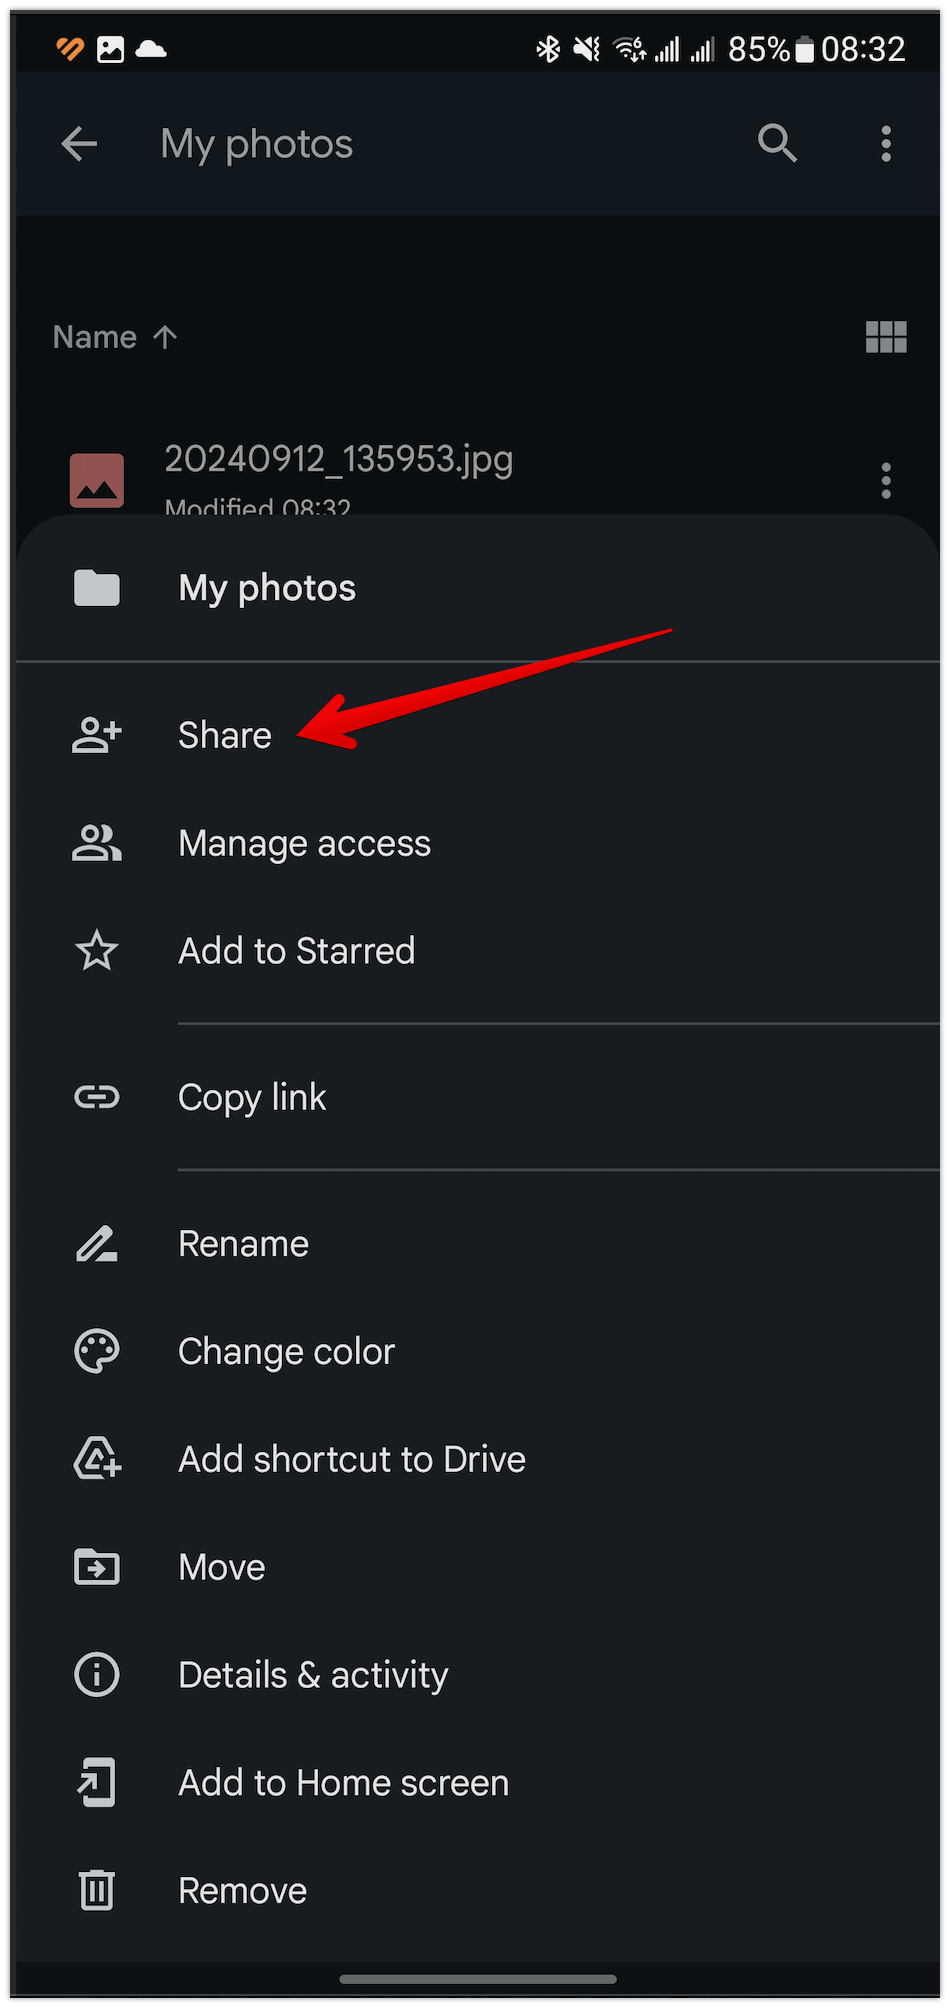 85% 08:32
My photos
Name
20240912_135953.jpg
Modified 08:32
My photos
Share
Manage access
Add to Starred
Copy link
Rename
Change color
Add shortcut to Drive
Move
Details & activity
Add to Home screen
Remove